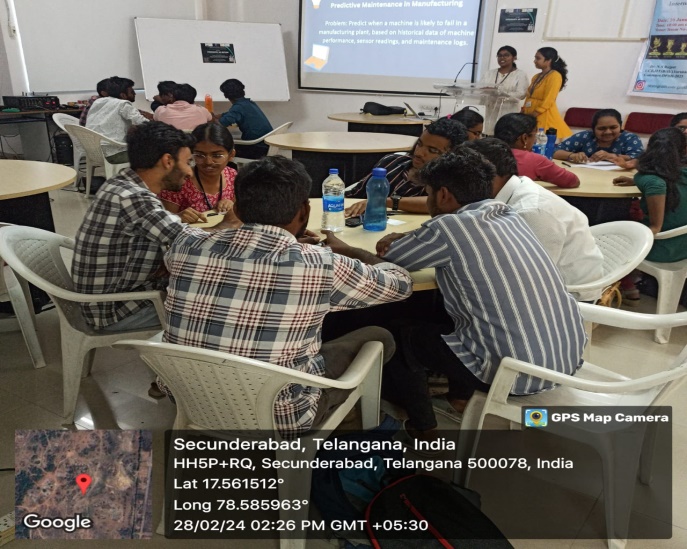 Predictive Maintenance in Manufacturing
Problem: Predict when a machine is likely to fail in a
manufacturing plant, based on historical data of machine
performance, sensor readings, and maintenance logs.
GPS Map Camera
Secunderabad, Telangana, India
HH5P+RQ, Secunderabad, Telangana 500078, India
Lat 17.561512°
Long 78.585963°
28/02/24 02:26 PM GMT +05:30
Google